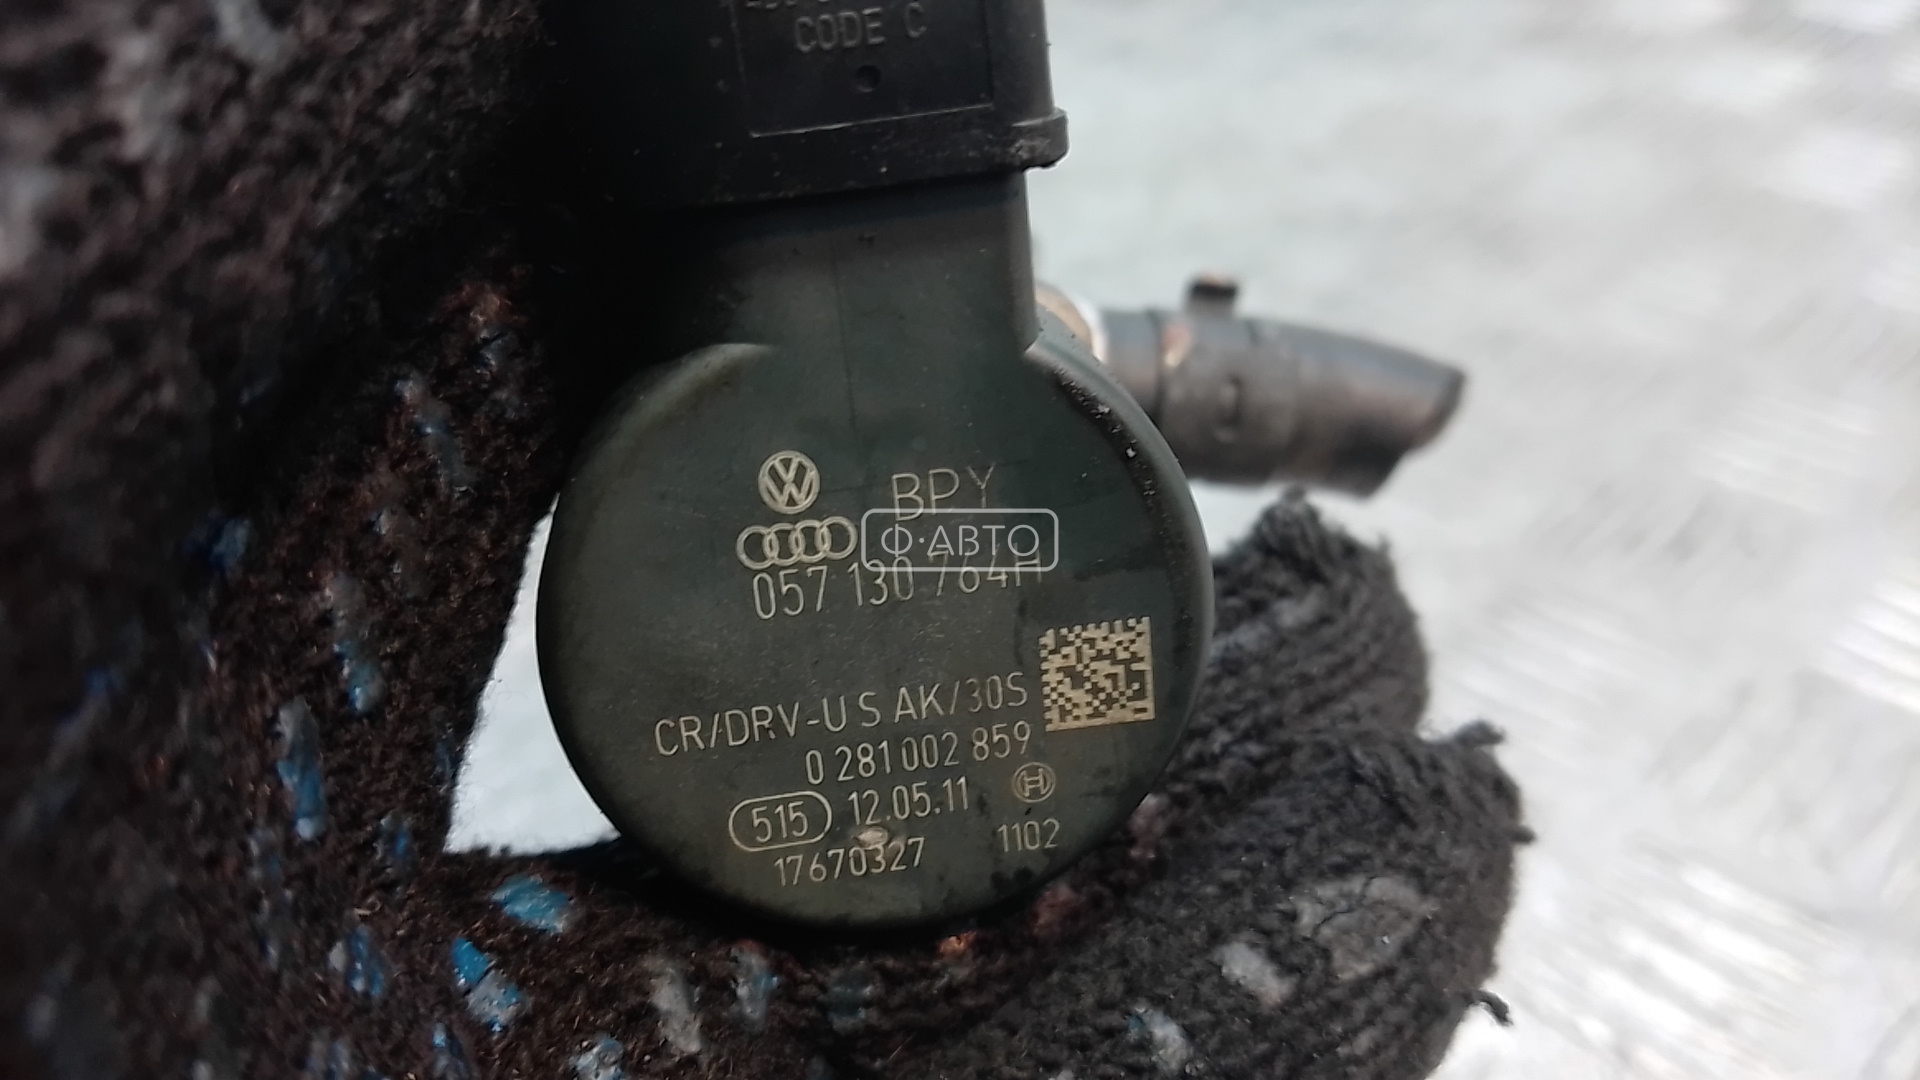 CODE C
VW
BPY
Ф·АВТО
057 130 764H
CR/DRV-U S AK/30S
0 281 002 859
515 12.05.11
17670327 1102